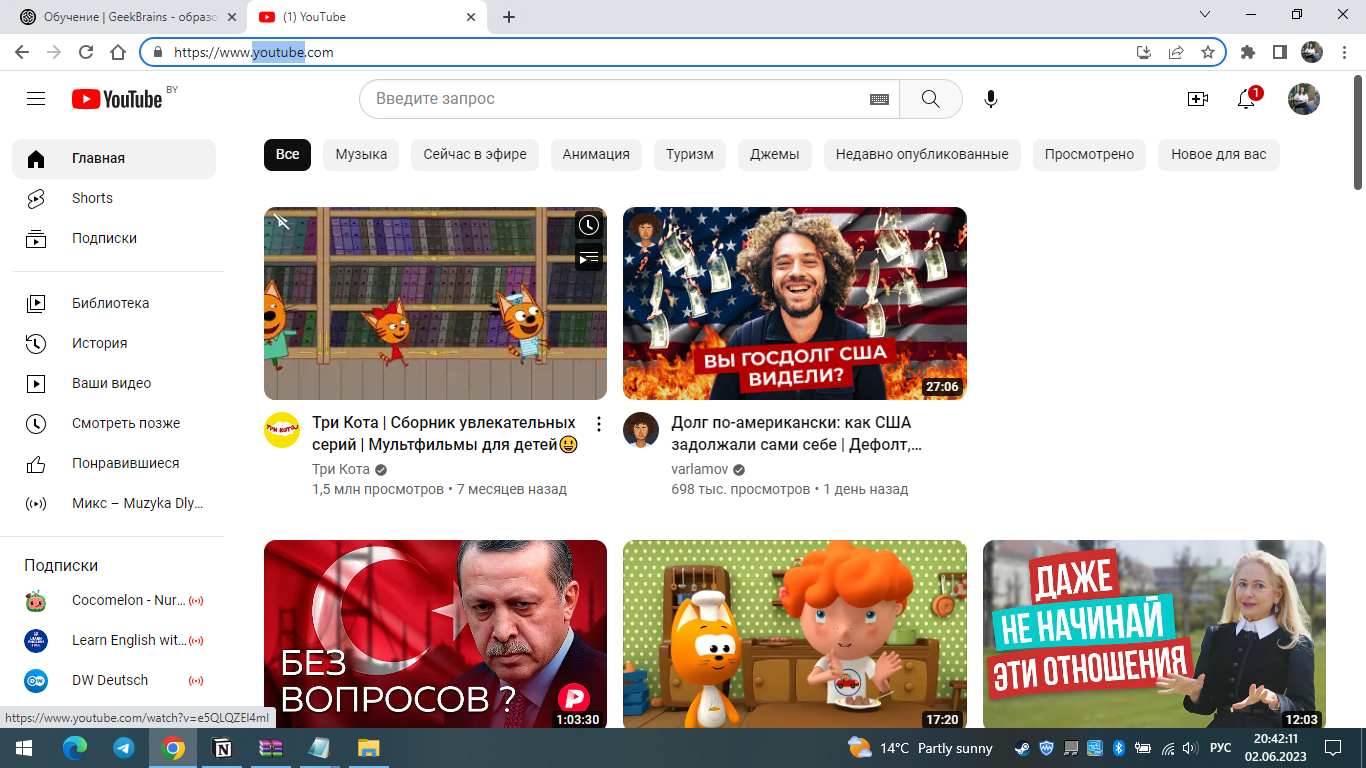 Обучение | GeekBrains - образо
(1) YouTube
https://www.youtube.com
YouTube BY
Введите запрос
1
Главная
Shorts
Подписки
Библиотека
История
Ваши видео
Смотреть позже
Понравившиеся
Микс – Muzyka Dly...
Подписки
Cocomelon - Nur...
Learn English wit...
DW Deutsch
Все
Музыка
Сейчас в эфире
Анимация
Туризм
Джемы
Недавно опубликованные
Просмотрено
Новое для вас
ТРИ КОТА
Три Кота | Сборник увлекательных
серий | Мультфильмы для детей😃
Три Кота
1,5 млн просмотров • 7 месяцев назад
ВЫ ГОСДОЛГ США
ВИДЕЛИ?
27:06
Долг по-американски: как США
задолжали сами себе | Дефолт,...
varlamov
698 тыс. просмотров • 1 день назад
БЕЗ
ВОПРОСОВ ?
1:03:30
17:20
ДАЖЕ
НЕ НАЧИНАЙ
ЭТИ ОТНОШЕНИЯ
12:03
https://www.youtube.com/watch?v=e5QLQZEl4mI
14°C Partly sunny
РУС
20:42:11
02.06.2023